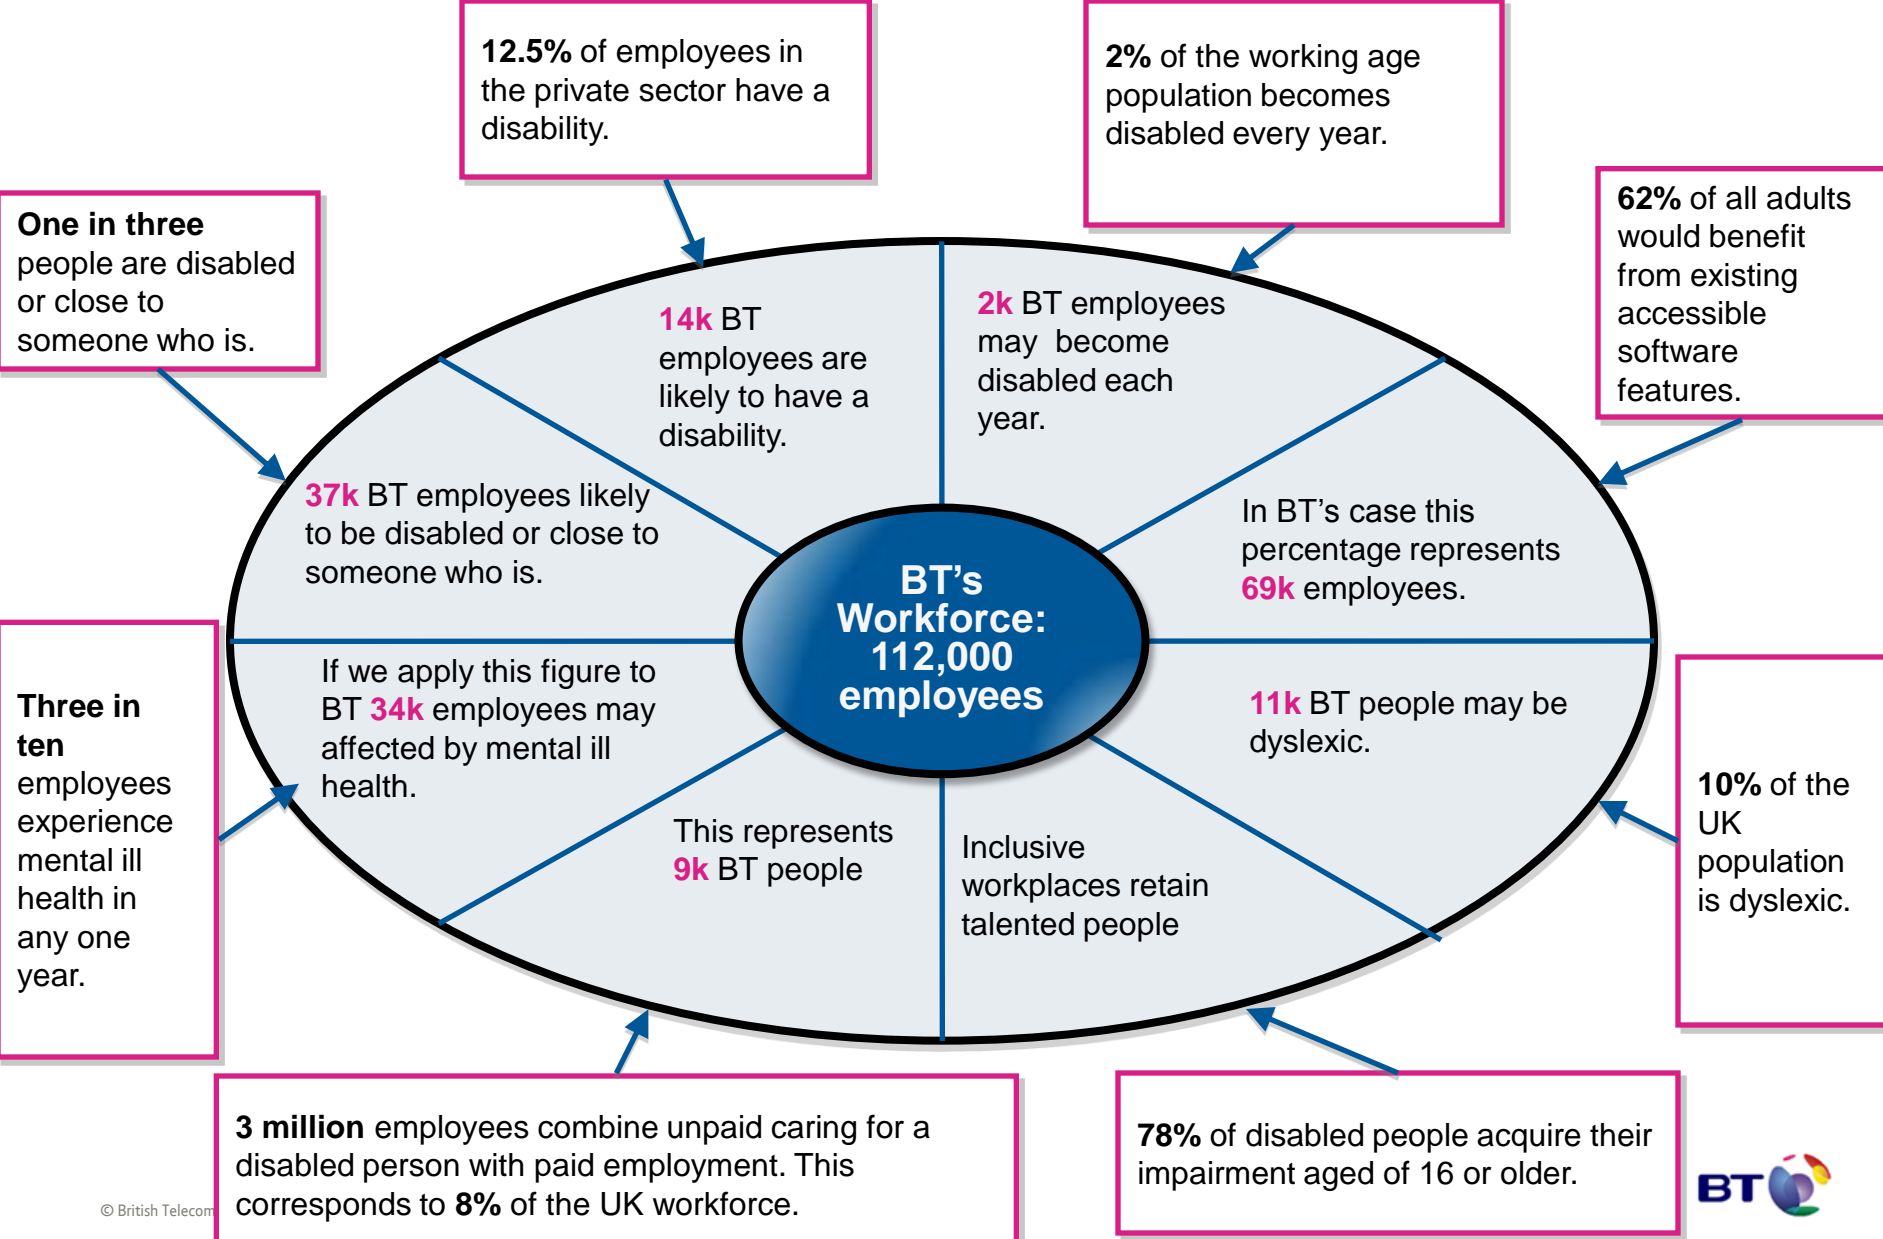 12.5% of employees in
the private sector have a
disability.
2% of the working age
population becomes
disabled every year.
One in three
people are disabled
or close to
someone who is.
62% of all adults
would benefit
from existing
accessible
software
features.
14k BT
employees are
likely to have a
disability.
2k BT employees
may become
disabled each
year.
37k BT employees likely
to be disabled or close to
someone who is.
In BT’s case this
percentage represents
69k employees.
BT’s
Workforce:
112,000
employees
Three in
ten
employees
experience
mental ill
health in
any one
year.
If we apply this figure to
BT 34k employees may
affected by mental ill
health.
11k BT people may be
dyslexic.
10% of the
UK
population
is dyslexic.
This represents
9k BT people
Inclusive
workplaces retain
talented people
3 million employees combine unpaid caring for a
disabled person with paid employment. This
corresponds to 8% of the UK workforce.
78% of disabled people acquire their
impairment aged of 16 or older.
© British Telecom
BT